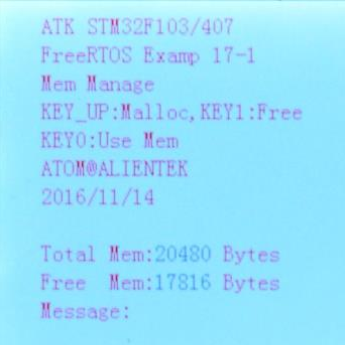 ATK STM32F103/407
FreeRTOS Examp 17-1
Mem Manage
KEY_UP:Malloc,KEY1:Free
KEY0:Use Mem
ATOM@ALIENTEK
2016/11/14
Total Mem:20480 Bytes
Free  Mem:17816 Bytes
Message: